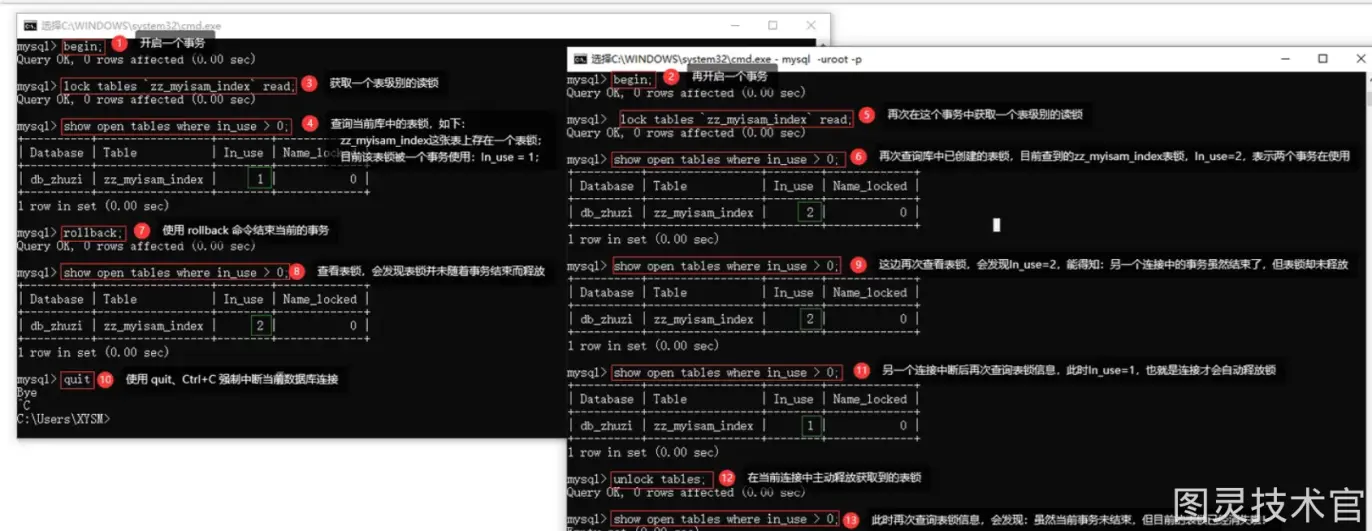 选择C:\WINDOWS\system32\cmd.exe
mysql> begin; 1 开启一个事务
Query OK, 0 rows affected (0.00 sec)
mysql> lock tables `zz_myisam_index` read; 3 获取一个表级别的读锁
Query OK, 0 rows affected (0.00 sec)
mysql> show open tables where in_use > 0; 4 查询当前库中的表锁，如下：
zz_myisam_index这张表上存在一个表锁；
目前该表锁被一个事务使用：In_use = 1；
| Database | Table | In_use | Name_locked |
| db_zhuzi | zz_myisam_index | 1 | 0 |
1 row in set (0.00 sec)
mysql> rollback; 7 使用 rollback 命令结束当前的事务
Query OK, 0 rows affected (0.00 sec)
mysql> show open tables where in_use > 0; 8 查看表锁，会发现表锁并未随着事务结束而释放
| Database | Table | In_use | Name_locked |
| db_zhuzi | zz_myisam_index | 2 | 0 |
1 row in set (0.00 sec)
mysql> quit 10 使用 quit、Ctrl+C 强制中断当前数据库连接
Bye
^C
C:\Users\XYSM>
选择C:\WINDOWS\system32\cmd.exe - mysql -uroot -p
mysql> begin; 2 再开启一个事务
Query OK, 0 rows affected (0.00 sec)
mysql> lock tables `zz_myisam_index` read; 5 再次在这个事务中获取一个表级别的读锁
Query OK, 0 rows affected (0.00 sec)
mysql> show open tables where in_use > 0; 6 再次查询库中已创建的表锁，目前查到的zz_myisam_index表锁，In_use=2，表示两个事务在使用
| Database | Table | In_use | Name_locked |
| db_zhuzi | zz_myisam_index | 2 | 0 |
1 row in set (0.00 sec)
mysql> show open tables where in_use > 0; 9 这边再次查看表锁，会发现In_use=2，能得知：另一个连接中的事务虽然结束了，但表锁却未释放
| Database | Table | In_use | Name_locked |
| db_zhuzi | zz_myisam_index | 2 | 0 |
1 row in set (0.00 sec)
mysql> show open tables where in_use > 0; 11 另一个连接中断后再次查询表锁信息，此时In_use=1，也就是连接才会自动释放锁
| Database | Table | In_use | Name_locked |
| db_zhuzi | zz_myisam_index | 1 | 0 |
1 row in set (0.00 sec)
mysql> unlock tables; 12 在当前连接中主动释放获取到的表锁
Query OK, 0 rows affected (0.00 sec)
mysql> show open tables where in_use > 0; 13 此时再次查询表锁信息，会发现：虽然当前事务未结束，但目前
图灵技术官